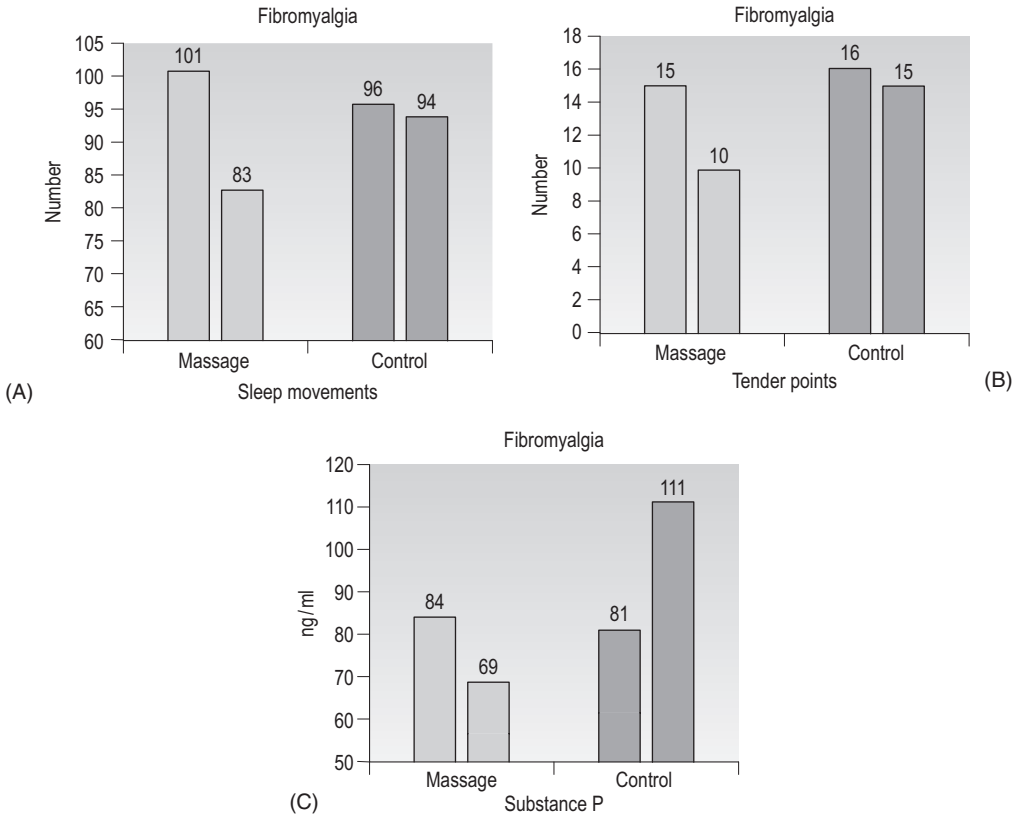 Fibromyalgia
105
100
95
90
85
80
75
70
65
60
Number
101
83
96
94
Massage
Control
Sleep movements
(A)
Fibromyalgia
18
16
14
12
10
8
6
4
2
0
Number
15
10
16
15
Massage
Control
Tender points
(B)
Fibromyalgia
120
110
100
90
80
70
60
50
ng/ml
84
69
81
111
Massage
Control
Substance P
(C)